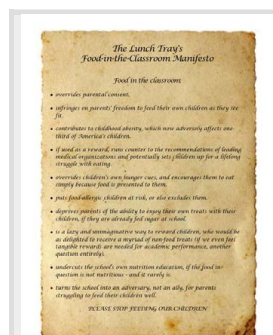 The Lunch Tray's
Food-in-the-Classroom Manifesto
Food in the classroom:
• overrides parental consent.
• infringes on parents' freedom to feed their own children as they see
fit.
• contributes to childhood obesity, which now adversely affects one-
third of America's children.
• if used as a reward, runs counter to the recommendations of leading
medical organizations and potentially sets children up for a lifelong
struggle with eating.
• overrides children's own hunger cues, and encourages them to eat
simply because food is presented to them.
• puts food-allergic children at risk, or else excludes them.
• deprives parents of the ability to enjoy their own treats with their
children, if they are already fed sugar at school.
• is a lazy and unimaginative way to reward children, who would be
as delighted to receive a myriad of non-food treats (if we even feel
tangible rewards are needed for academic performance, another
question entirely).
• undercuts the school's own nutrition education, if the food in-
question is not nutritious - and it rarely is.
• turns the school into an adversary, not an ally, for parents
struggling to feed their children well.
PLEASE STOP FEEDING OUR CHILDREN